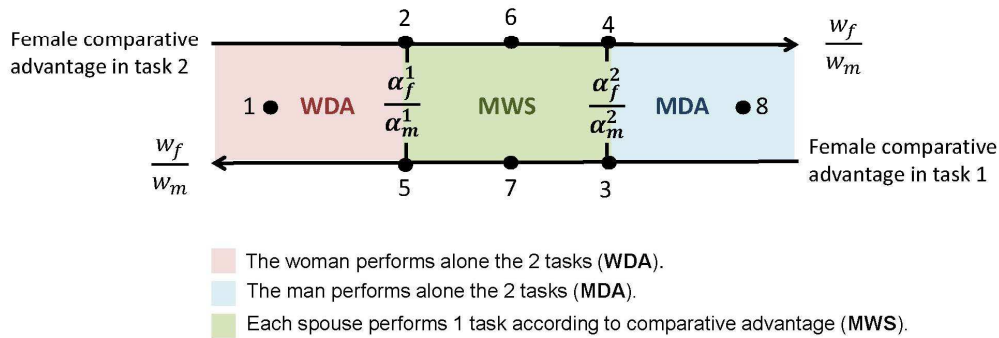 2 6 4
Female comparative
advantage in task 2
w_f / w_m
1 WDA α_f^1 / α_m^1 MWS α_f^2 / α_m^2 MDA 8
w_f / w_m
Female comparative
advantage in task 1
5 7 3
The woman performs alone the 2 tasks (WDA).
The man performs alone the 2 tasks (MDA).
Each spouse performs 1 task according to comparative advantage (MWS).